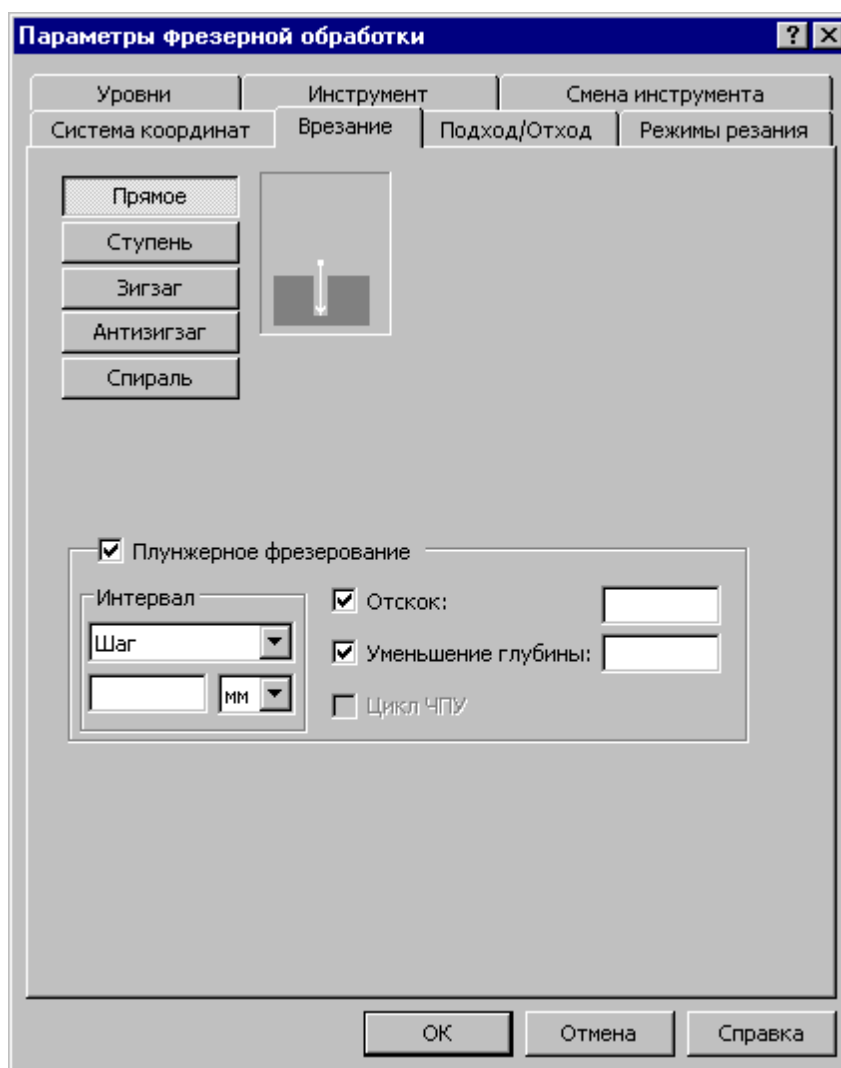 Параметры фрезерной обработки
Уровни Инструмент Смена инструмента
Система координат Врезание Подход/Отход Режимы резания
Прямое
Ступень
Зигзаг
Антизигзаг
Спираль
Плунжерное фрезерование
Интервал
Отскок:
Шаг
Уменьшение глубины:
мм
Цикл ЧПУ
OK Отмена Справка